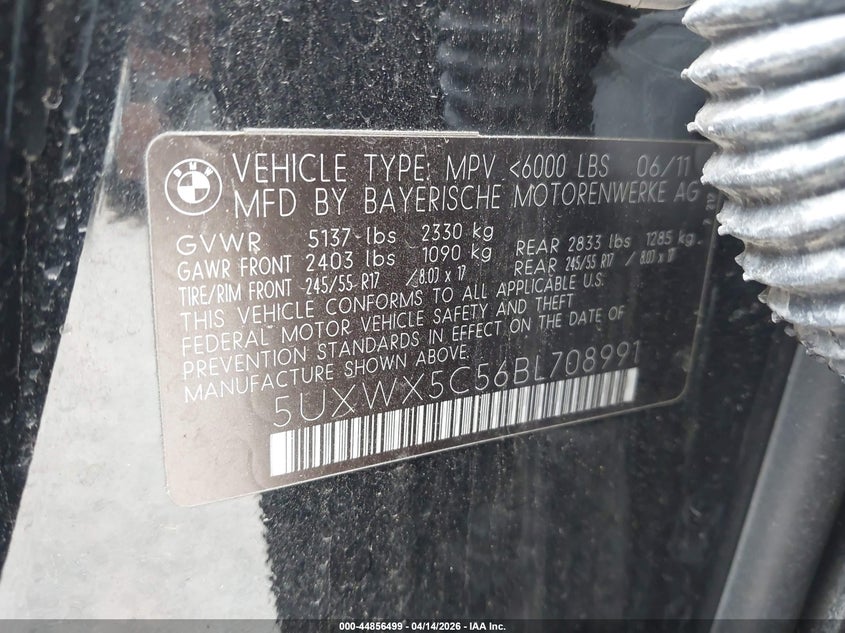 BMW
VEHICLE TYPE: MPV <6000 LBS 06/11
MFD BY BAYERISCHE MOTORENWERKE AG
GVWR 5137-lbs 2330 kg
GAWR FRONT 2403 lbs 1090 kg REAR 2833 lbs 1285 kg
TIRE/RIM FRONT 245/55 R17 /8.0J x 17 REAR 245/55 R17 / 8.0J x 17
THIS VEHICLE CONFORMS TO ALL APPLICABLE U.S.
FEDERAL MOTOR VEHICLE SAFETY AND THEFT
PREVENTION STANDARDS IN EFFECT ON THE DATE OF
MANUFACTURE SHOWN ABOVE.
5UXWX5C56BL708991
000-44856499 - 04/14/2026 - IAA Inc.